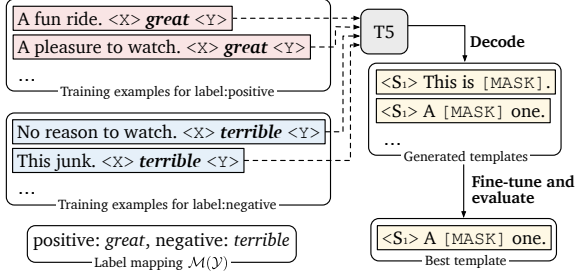 A fun ride. <X> great <Y>
A pleasure to watch. <X> great <Y>
...
Training examples for label:positive
No reason to watch. <X> terrible <Y>
This junk. <X> terrible <Y>
...
Training examples for label:negative
positive: great, negative: terrible
Label mapping ℳ(𝒴)
T5
Decode
<S₁> This is [MASK].
<S₁> A [MASK] one.
...
Generated templates
Fine-tune and
evaluate
<S₁> A [MASK] one.
Best template